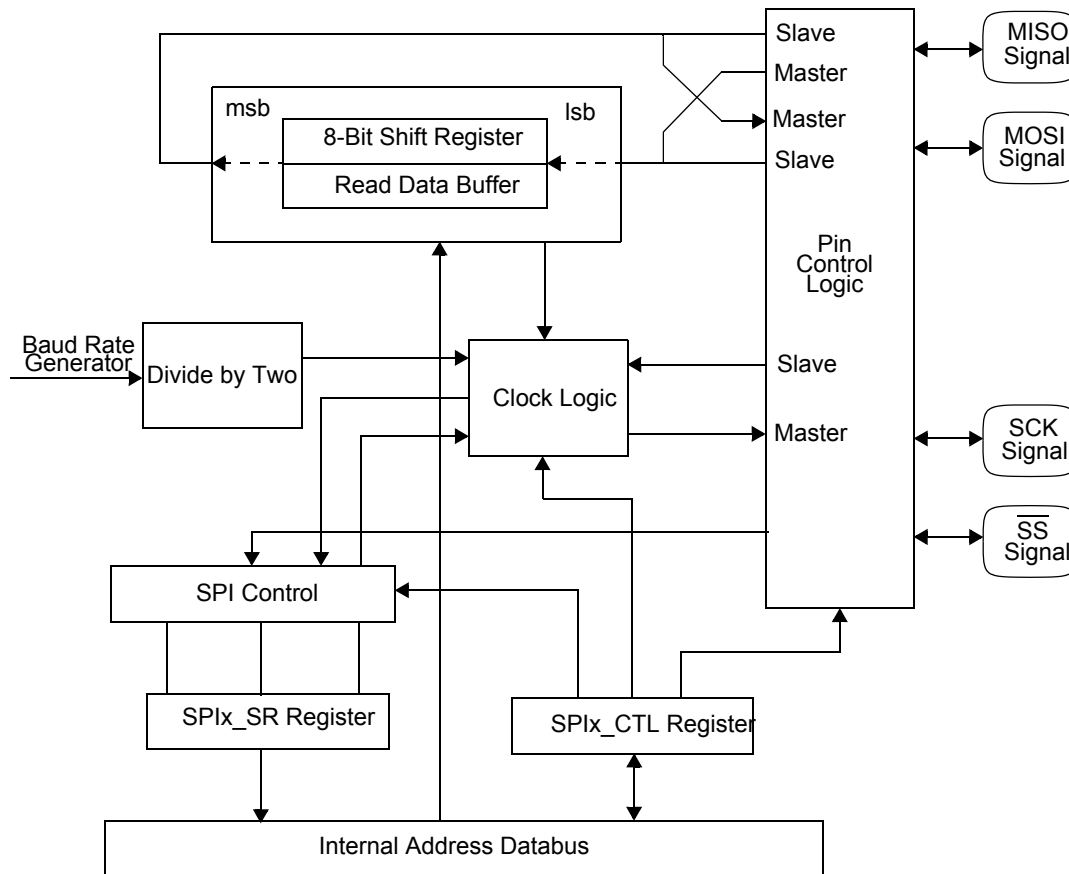 Slave
MISO
Signal
Master
msb
lsb
Master
8-Bit Shift Register
MOSI
Signal
Slave
Read Data Buffer
Pin
Control
Logic
Baud Rate
Generator
Divide by Two
Slave
Clock Logic
Master
SCK
Signal
SS
Signal
SPI Control
SPIx_SR Register
SPIx_CTL Register
Internal Address Databus